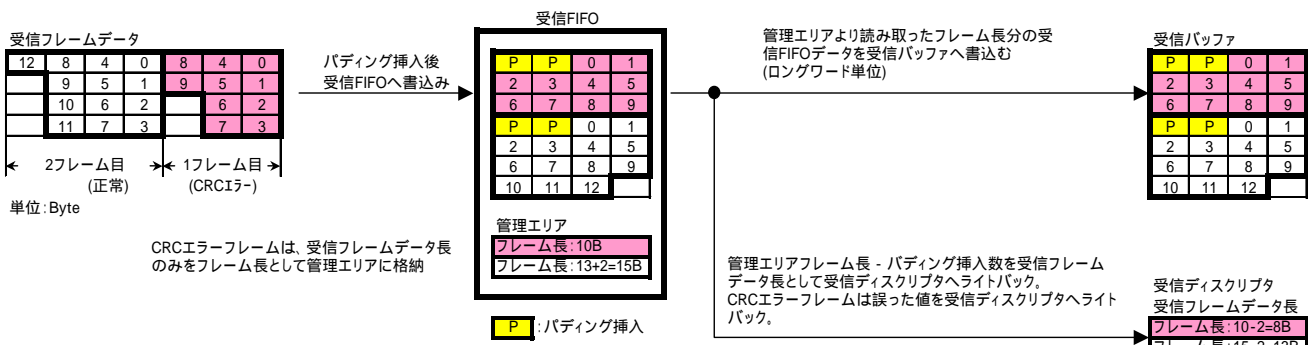 受信FIFO
受信フレームデータ
12 8 4 0 8 4 0
9 5 1 9 5 1
10 6 2 6 2
11 7 3 7 3
2フレーム目 1フレーム目
(正常) (CRCエラー)
単位:Byte
パディング挿入後
受信FIFOへ書込み
P P 0 1
2 3 4 5
6 7 8 9
P P 0 1
2 3 4 5
6 7 8 9
10 11 12
管理エリア
フレーム長:10B
フレーム長:13+2=15B
P :パディング挿入
CRCエラーフレームは、受信フレームデータ長
のみをフレーム長として管理エリアに格納
管理エリアより読み取ったフレーム長分の受
信FIFOデータを受信バッファへ書込む
(ロングワード単位)
受信バッファ
P P 0 1
2 3 4 5
6 7 8 9
P P 0 1
2 3 4 5
6 7 8 9
10 11 12
管理エリアフレーム長 - パディング挿入数を受信フレーム
データ長として受信ディスクリプタへライトバック。
CRCエラーフレームは誤った値を受信ディスクリプタへライト
バック。
受信ディスクリプタ
受信フレームデータ長
フレーム長:10-2=8B
フレーム長:15-2=13B